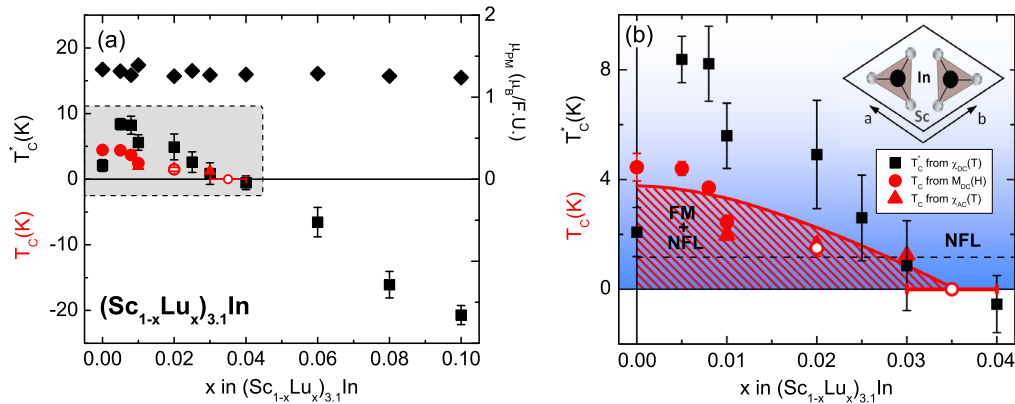 (a)
20
10
0
-10
-20
T*C(K)
TC(K)
2
1
0
μPM (μB/F.U.)
(Sc1-xLux)3.1In
0.00 0.02 0.04 0.06 0.08 0.10
x in (Sc1-xLux)3.1In
(b)
8
4
0
T*C(K)
TC(K)
In
Sc
a
b
T*C from χDC(T)
TC from MDC(H)
TC from χAC(T)
FM
+
NFL
NFL
0.00 0.01 0.02 0.03 0.04
x in (Sc1-xLux)3.1In